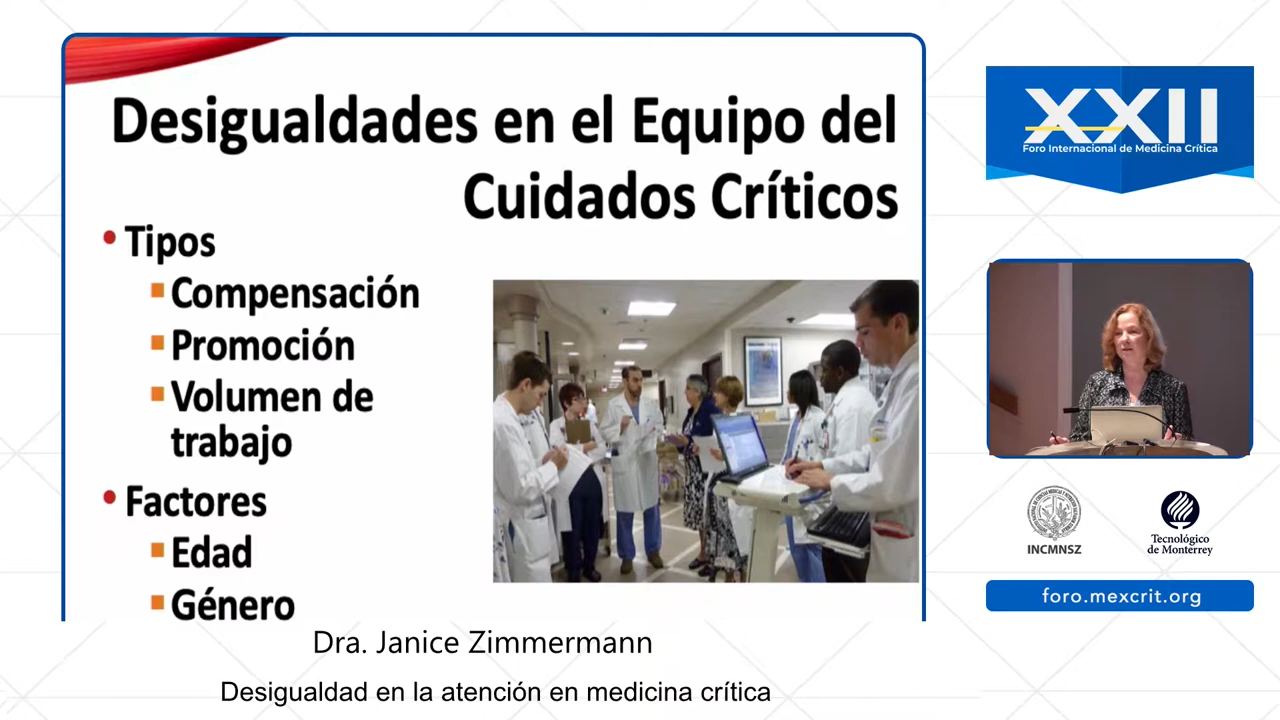 Desigualdades en el Equipo del
Cuidados Críticos
• Tipos
Compensación
Promoción
Volumen de
trabajo
• Factores
Edad
Género
Dra. Janice Zimmermann
Desigualdad en la atención en medicina crítica
XXII
Foro Internacional de Medicina Crítica
INCMNSZ
Tecnológico
de Monterrey
foro.mexcrit.org